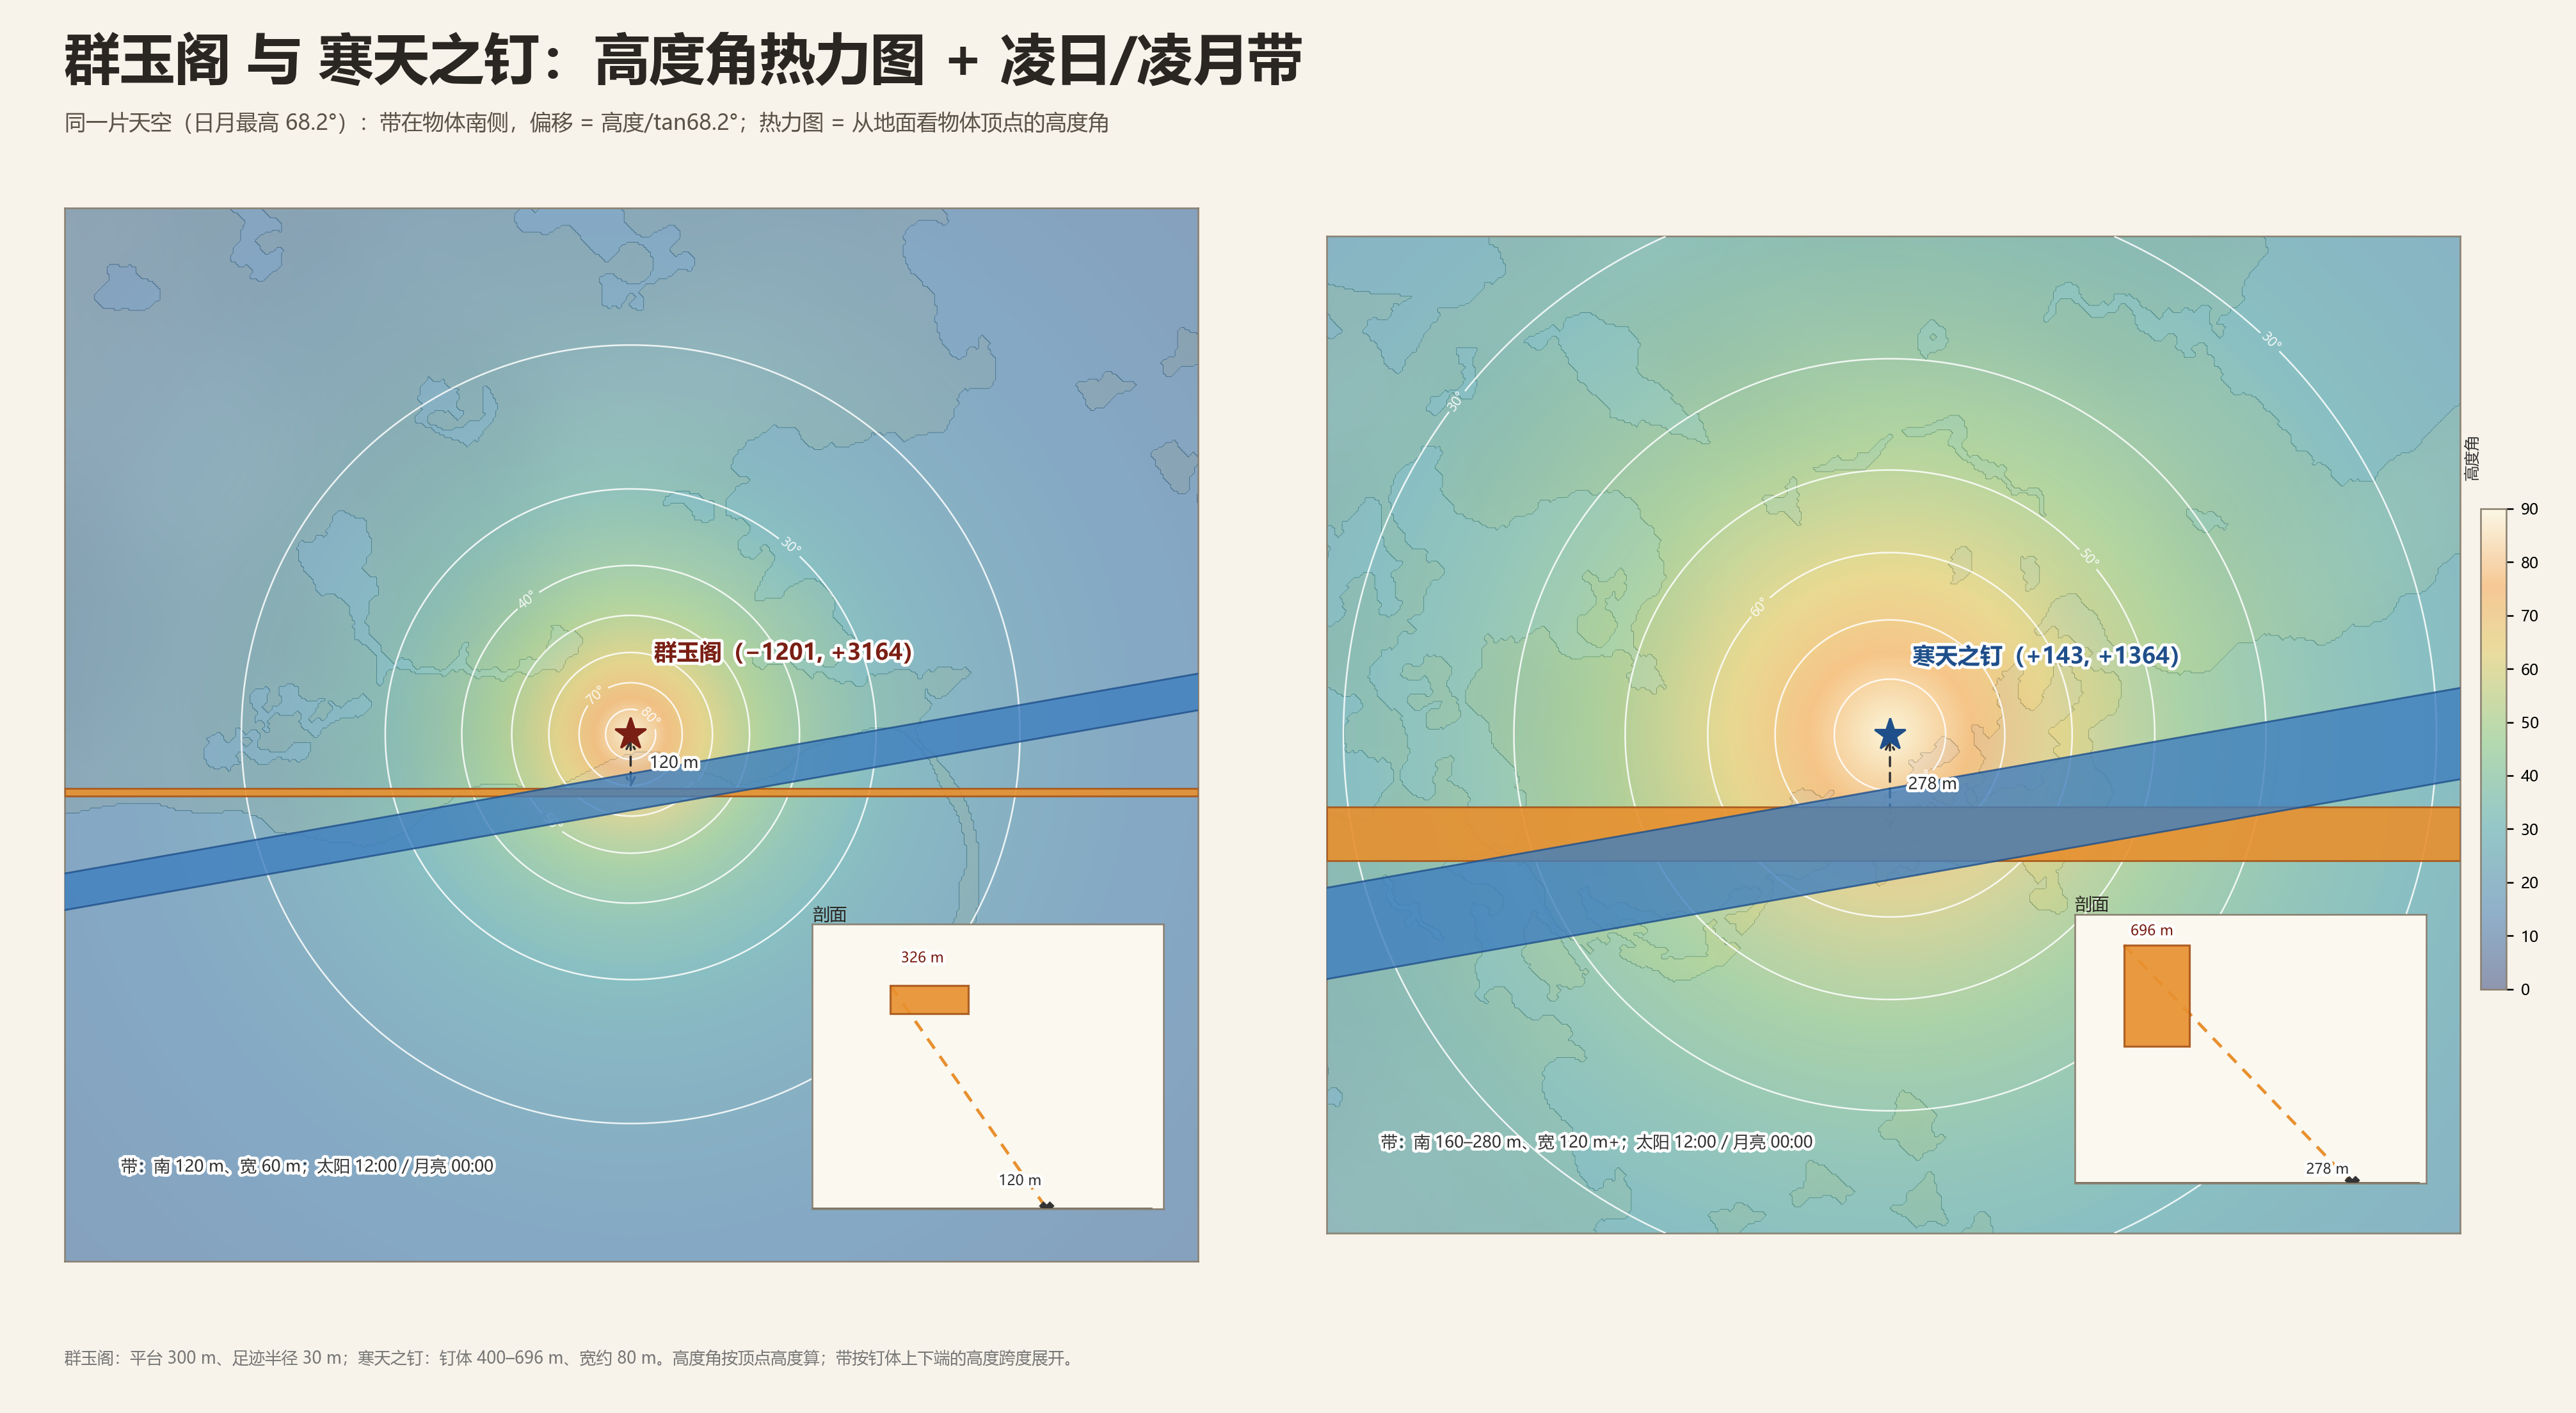 群玉阁 与 寒天之钉：高度角热力图 + 凌日/凌月带
同一片天空（日月最高 68.2°）：带在物体南侧，偏移 = 高度/tan68.2°；热力图 = 从地面看物体顶点的高度角
30°
40°
70°
80°
群玉阁（−1201, +3164）
120 m
剖面
326 m
120 m
带：南 120 m、宽 60 m；太阳 12:00 / 月亮 00:00
30°
30°
50°
60°
寒天之钉（+143, +1364）
278 m
剖面
696 m
278 m
带：南 160–280 m、宽 120 m+；太阳 12:00 / 月亮 00:00
高度角
90
80
70
60
50
40
30
20
10
0
群玉阁：平台 300 m、足迹半径 30 m；寒天之钉：钉体 400–696 m、宽约 80 m。高度角按顶点高度算；带按钉体上下端的高度跨度展开。